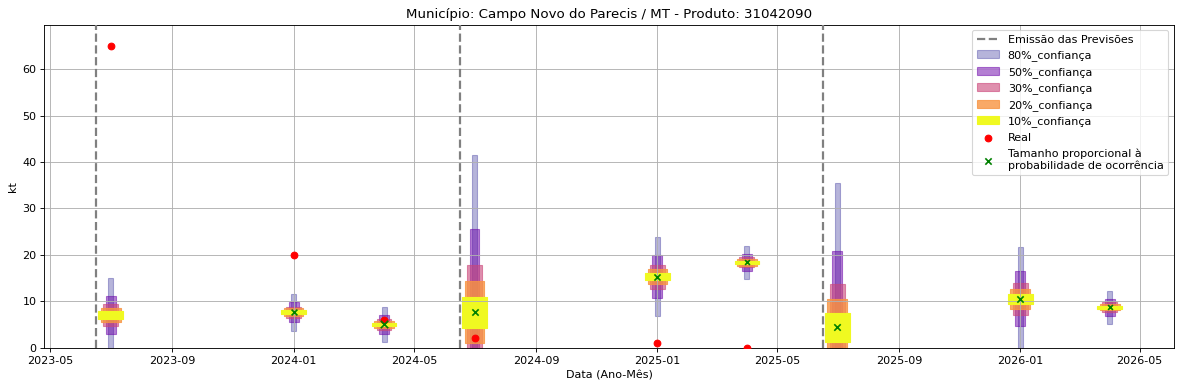 Município: Campo Novo do Parecis / MT - Produto: 31042090
Emissão das Previsões
80%_confiança
50%_confiança
30%_confiança
20%_confiança
10%_confiança
Real
Tamanho proporcional à
probabilidade de ocorrência
kt
60
50
40
30
20
10
0
2023-05 2023-09 2024-01 2024-05 2024-09 2025-01 2025-05 2025-09 2026-01 2026-05
Data (Ano-Mês)